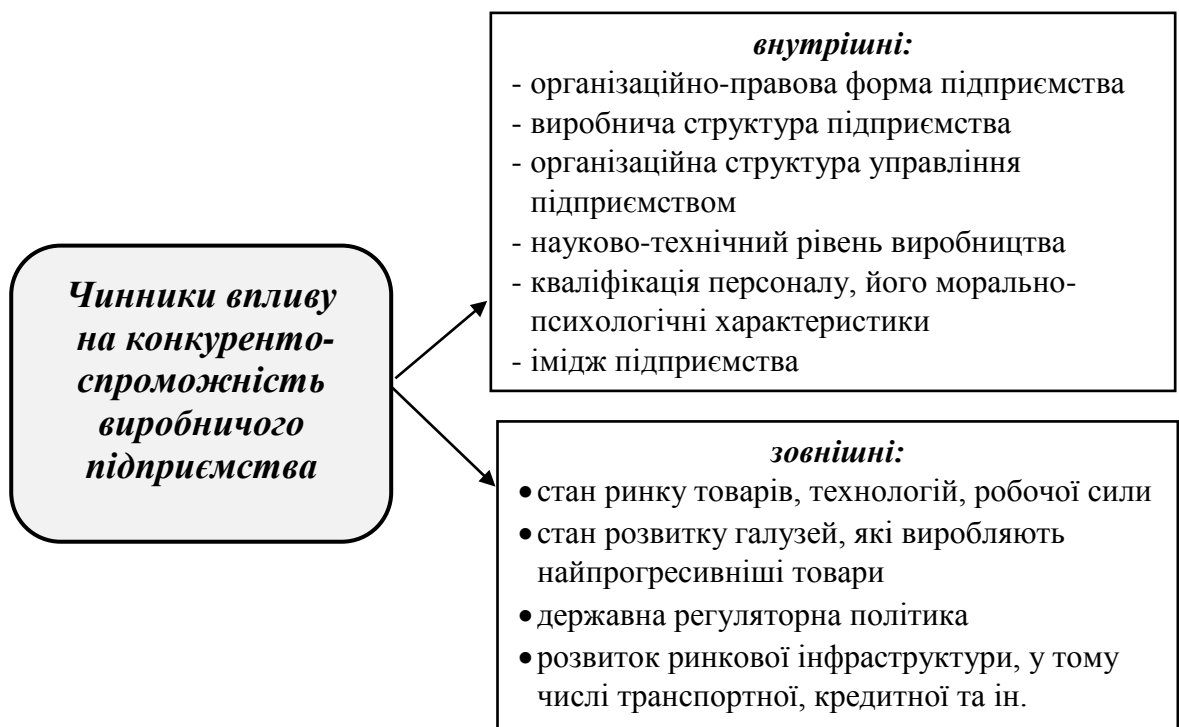 Чинники впливу
на конкуренто-
спроможність
виробничого
підприємства
внутрішні:
- організаційно-правова форма підприємства
- виробнича структура підприємства
- організаційна структура управління
підприємством
- науково-технічний рівень виробництва
- кваліфікація персоналу, його морально-
психологічні характеристики
- імідж підприємства
зовнішні:
• стан ринку товарів, технологій, робочої сили
• стан розвитку галузей, які виробляють
найпрогресивніші товари
• державна регуляторна політика
• розвиток ринкової інфраструктури, у тому
числі транспортної, кредитної та ін.